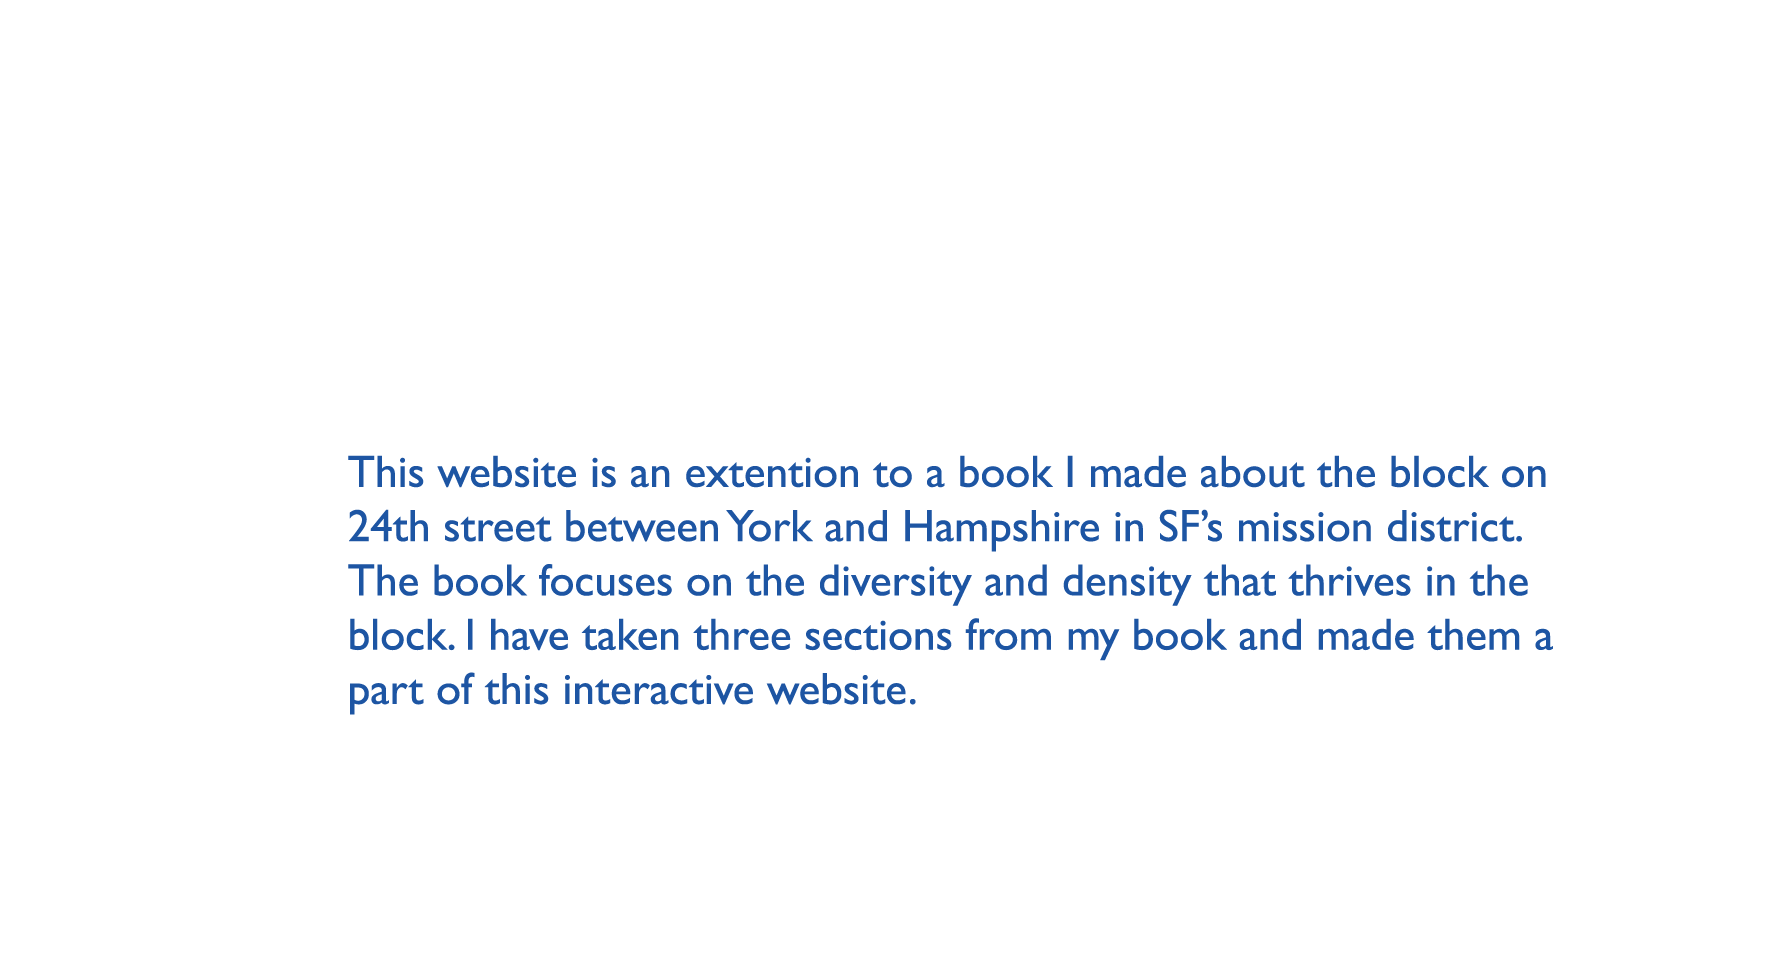 This website is an extention to a book I made about the block on
24th street between York and Hampshire in SF’s mission district.
The book focuses on the diversity and density that thrives in the
block. I have taken three sections from my book and made them a
part of this interactive website.